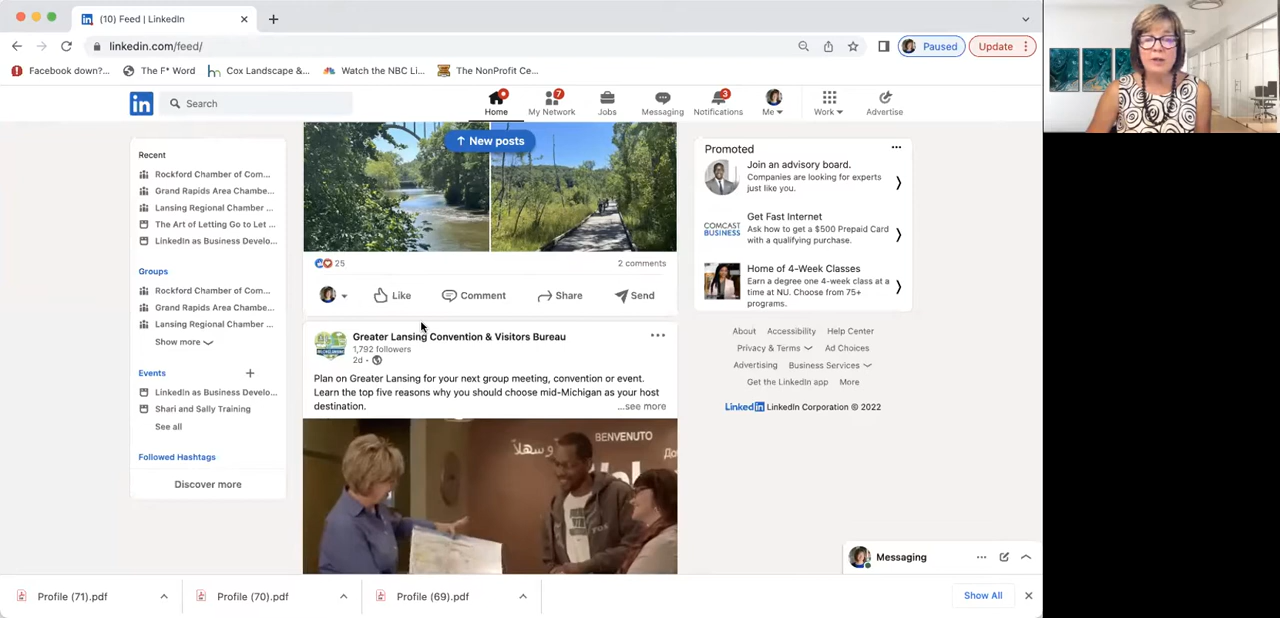 (10) Feed | LinkedIn
linkedin.com/feed/
Paused
Update
Facebook down?...
The F* Word
Cox Landscape &...
Watch the NBC Li...
The NonProfit Ce...
in
Search
Home
7
My Network
Jobs
Messaging
3
Notifications
Me
Work
Advertise
Recent
Rockford Chamber of Com...
Grand Rapids Area Chambe...
Lansing Regional Chamber ...
The Art of Letting Go to Let ...
LinkedIn as Business Develo...
Groups
Rockford Chamber of Com...
Grand Rapids Area Chambe...
Lansing Regional Chamber ...
Show more
Events
LinkedIn as Business Develo...
Shari and Sally Training
See all
Followed Hashtags
Discover more
↑ New posts
25
2 comments
Like
Comment
Share
Send
Greater Lansing Convention & Visitors Bureau
1,792 followers
2d •
Plan on Greater Lansing for your next group meeting, convention or event.
Learn the top five reasons why you should choose mid-Michigan as your host
destination.
...see more
BENVENUTO
وسهلاً
Promoted
Join an advisory board.
Companies are looking for experts
just like you.
COMCAST
BUSINESS
Get Fast Internet
Ask how to get a $500 Prepaid Card
with a qualifying purchase.
Home of 4-Week Classes
Earn a degree one 4-week class at a
time at NU. Choose from 75+
programs.
About Accessibility Help Center
Privacy & Terms Ad Choices
Advertising Business Services
Get the LinkedIn app More
LinkedIn LinkedIn Corporation © 2022
Messaging
Profile (71).pdf
Profile (70).pdf
Profile (69).pdf
Show All